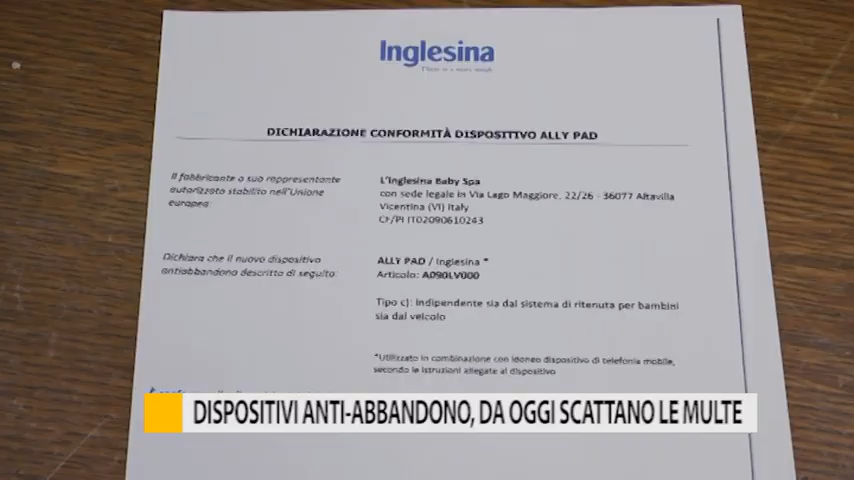 Inglesina
DICHIARAZIONE CONFORMITÀ DISPOSITIVO ALLY PAD
Il fabbricante o suo rappresentante
autorizzato stabilito nell'Unione
europea:
L'Inglesina Baby Spa
con sede legale in Via Lago Maggiore, 22/26 - 36077 Altavilla
Vicentina (VI) Italy
CF/PI IT02090610243
Dichiara che il nuovo dispositivo
antiabbandono descritto di seguito:
ALLY PAD / Inglesina *
Articolo: A090LV000
Tipo c): indipendente sia dal sistema di ritenuta per bambini
sia dal veicolo
*Utilizzato in combinazione con idoneo dispositivo di telefonia mobile,
secondo le istruzioni allegate al dispositivo
DISPOSITIVI ANTI-ABBANDONO, DA OGGI SCATTANO LE MULTE